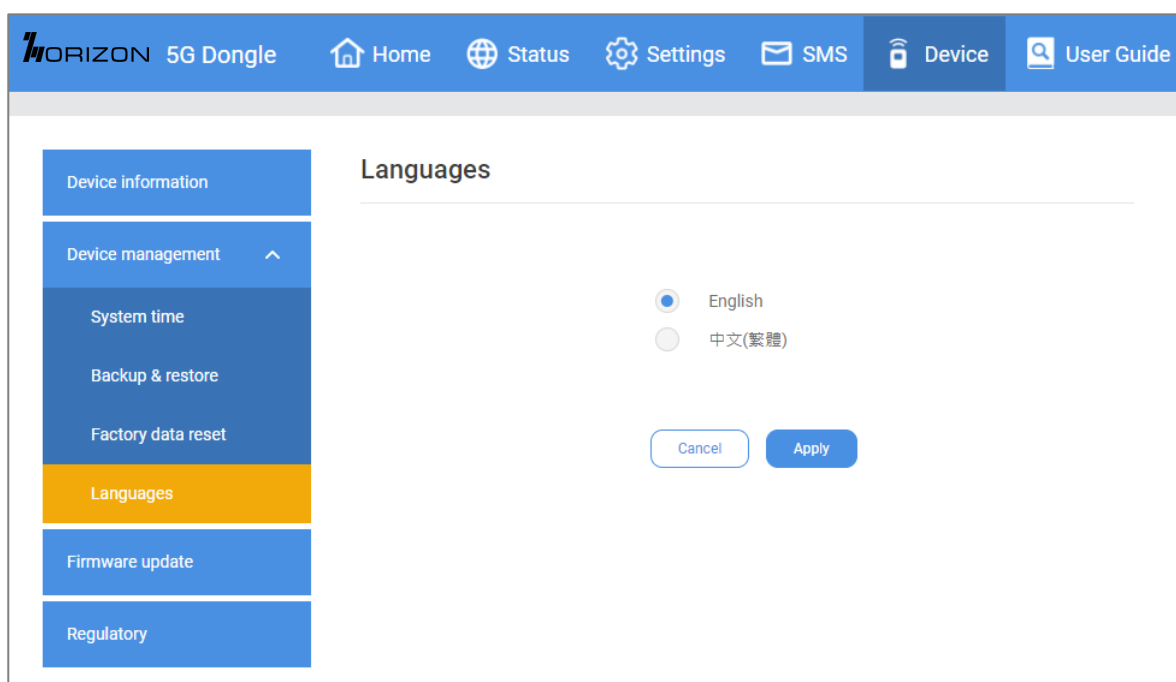 HORIZON 5G Dongle Home Status Settings SMS Device User Guide
Languages
Device information
Device management
System time
Backup & restore
Factory data reset
Languages
Firmware update
Regulatory
English
中文(繁體)
Cancel Apply